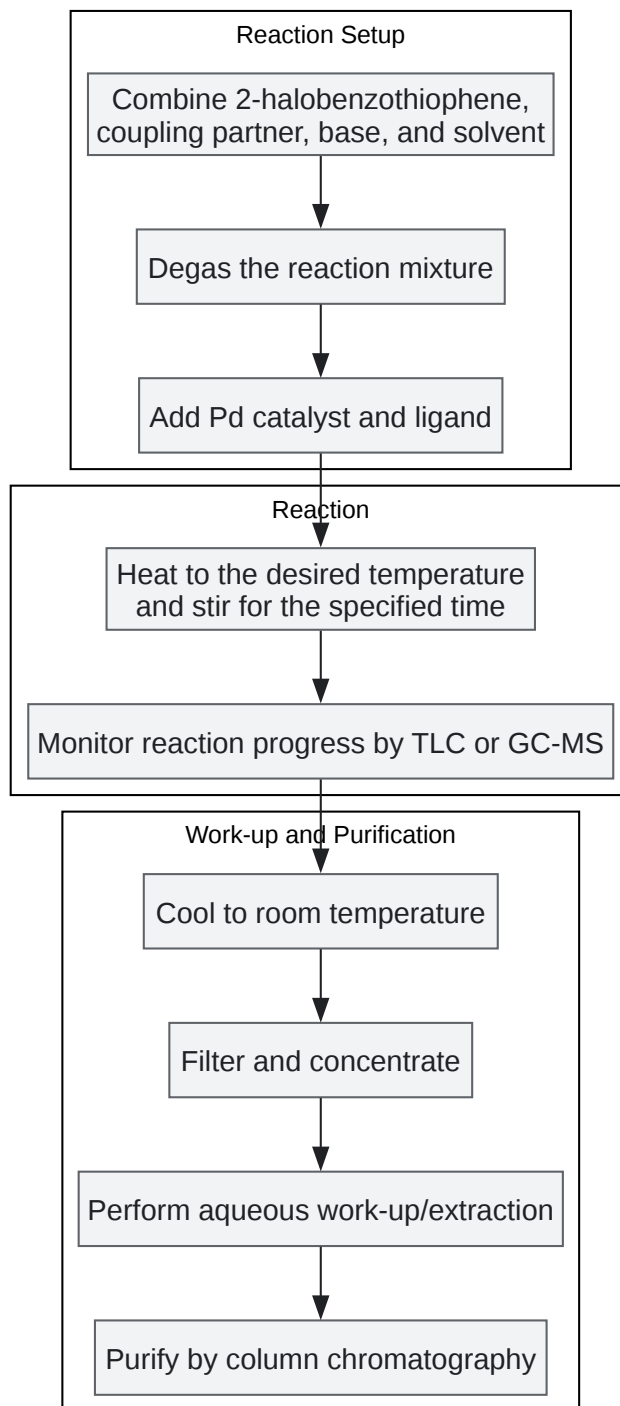 Reaction Setup
Combine 2-halobenzothiophene,
coupling partner, base, and solvent
Degas the reaction mixture
Add Pd catalyst and ligand
Reaction
Heat to the desired temperature
and stir for the specified time
Monitor reaction progress by TLC or GC-MS
Work-up and Purification
Cool to room temperature
Filter and concentrate
Perform aqueous work-up/extraction
Purify by column chromatography